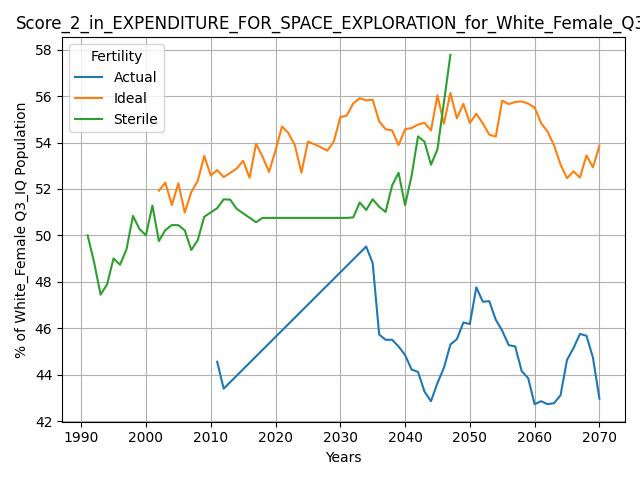 Score_2_in_EXPENDITURE_FOR_SPACE_EXPLORATION_for_White_Female_Q3
Fertility
Actual
Ideal
Sterile
% of White_Female Q3_IQ Population
58
56
54
52
50
48
46
44
42
1990 2000 2010 2020 2030 2040 2050 2060 2070
Years